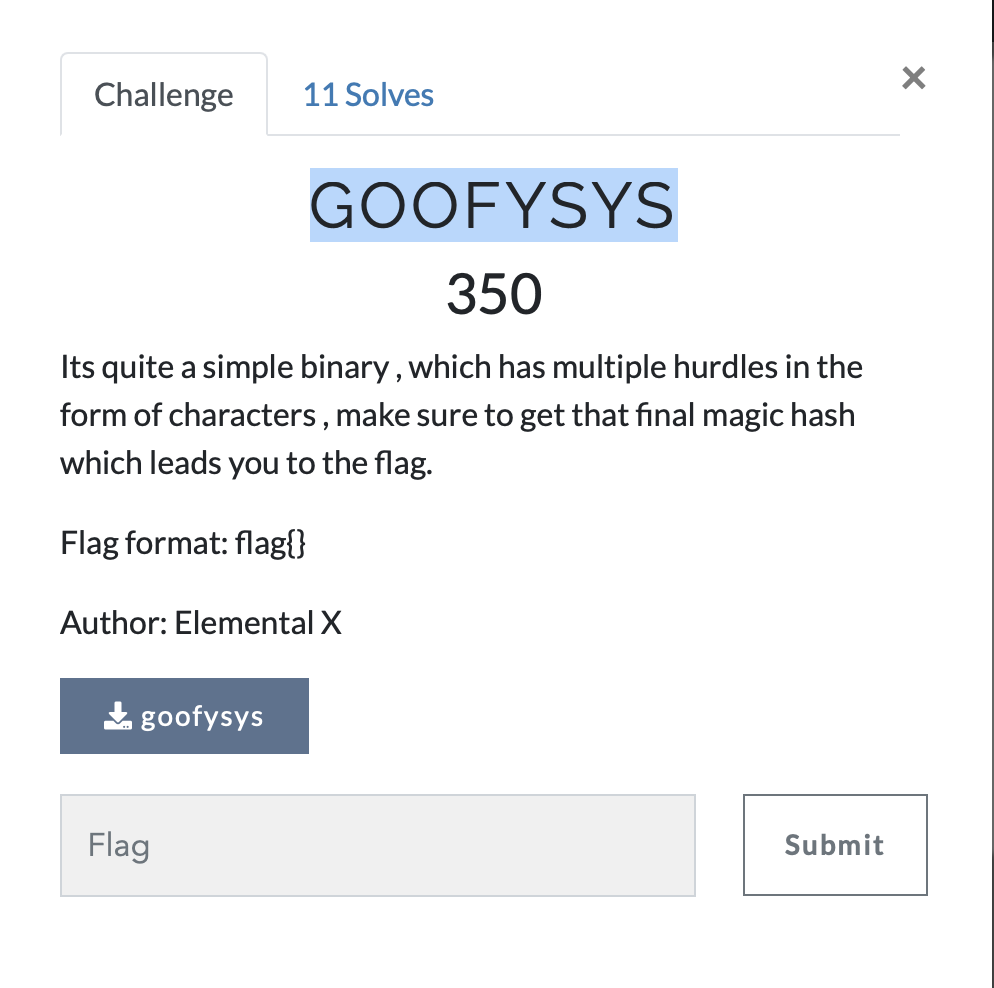 Challenge
11 Solves
×
GOOFYSYS
350
Its quite a simple binary , which has multiple hurdles in the
form of characters , make sure to get that final magic hash
which leads you to the flag.
Flag format: flag{}
Author: Elemental X
goofysys
Flag
Submit